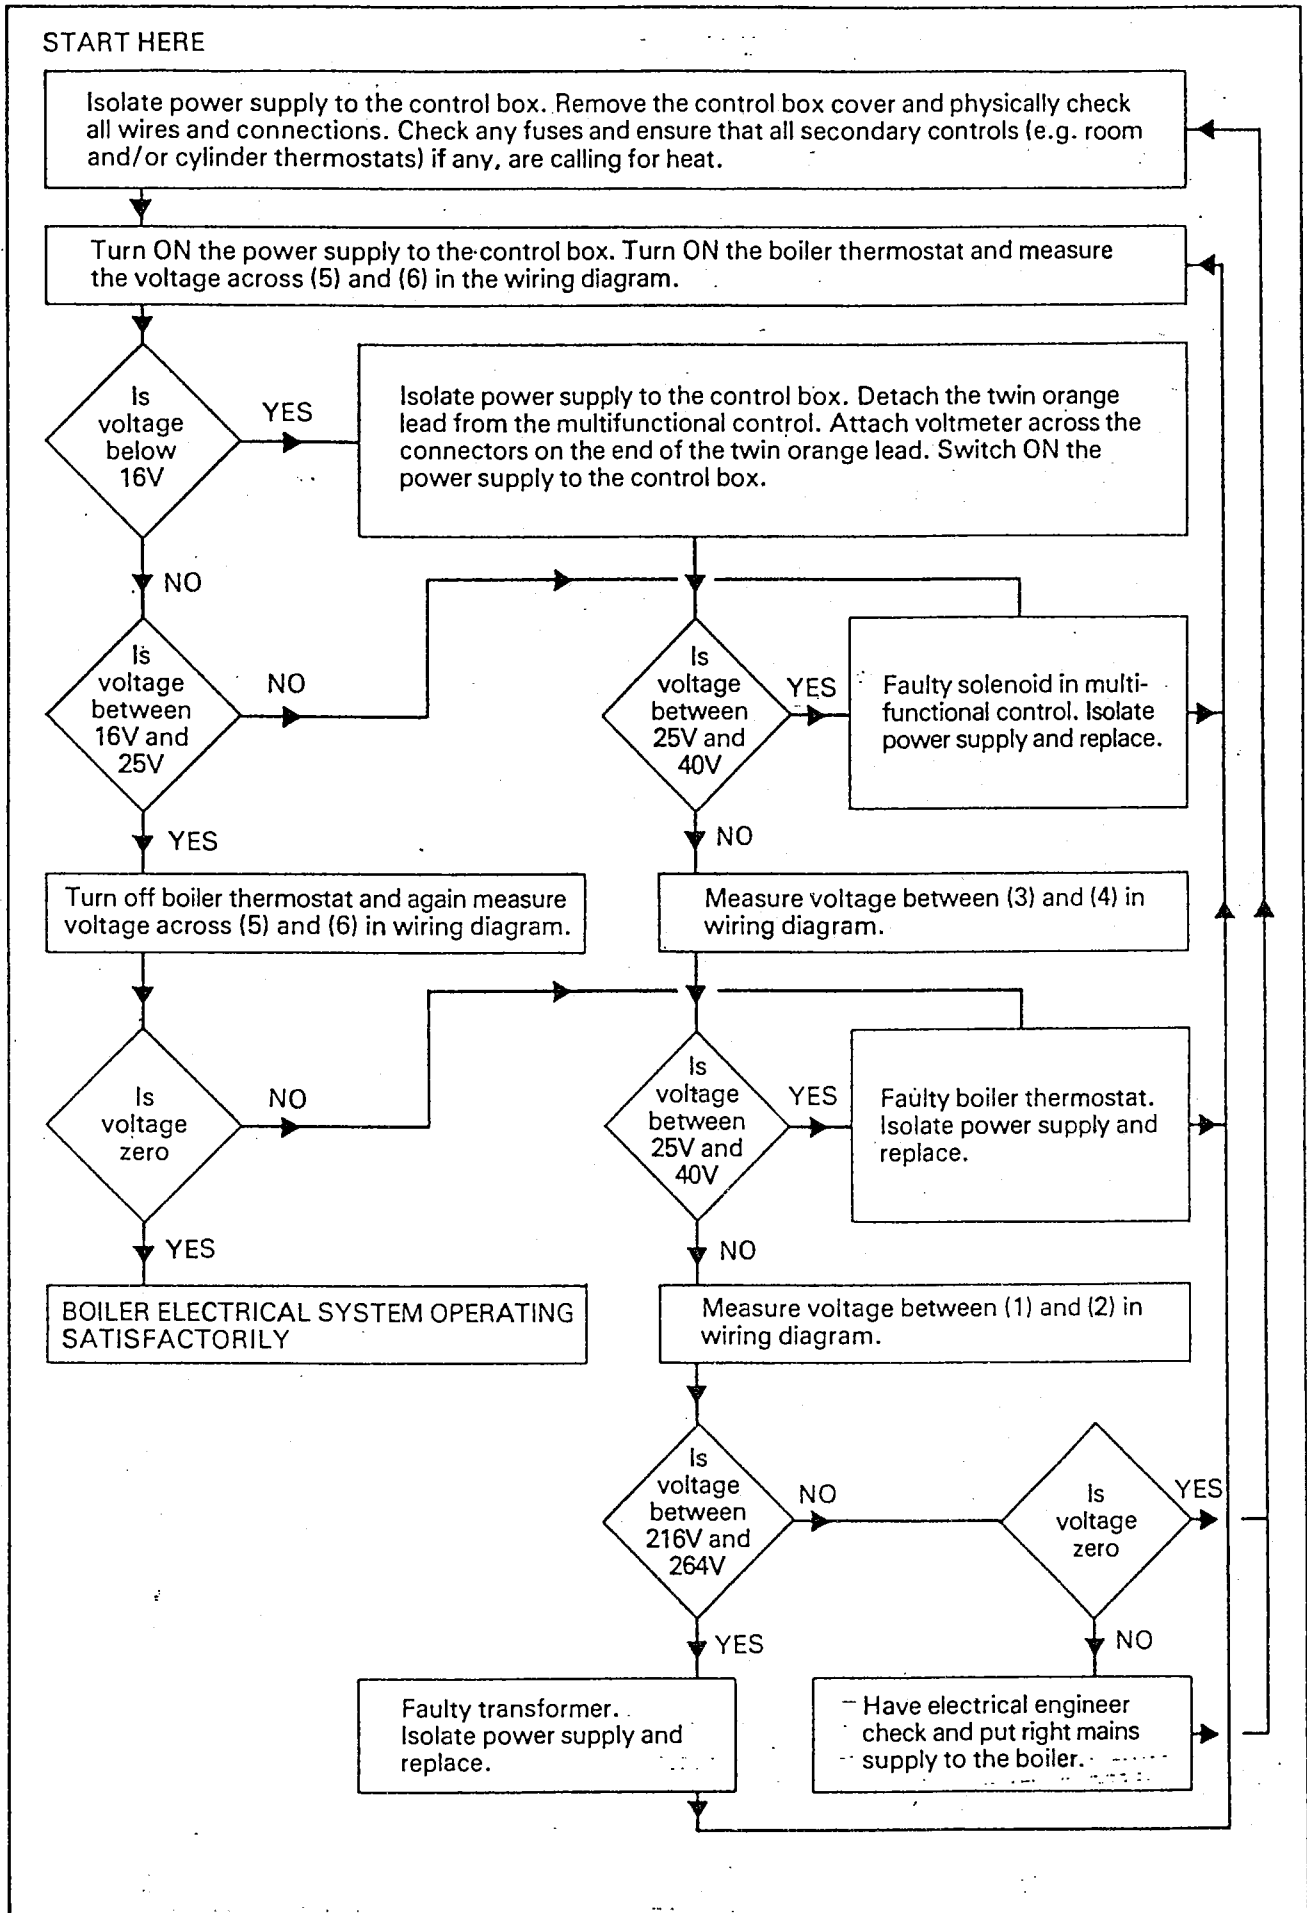 START HERE
Isolate power supply to the control box. Remove the control box cover and physically check
all wires and connections. Check any fuses and ensure that all secondary controls (e.g. room
and/or cylinder thermostats) if any, are calling for heat.
Turn ON the power supply to the control box. Turn ON the boiler thermostat and measure
the voltage across (5) and (6) in the wiring diagram.
Is
voltage
below
16V
YES
Isolate power supply to the control box. Detach the twin orange
lead from the multifunctional control. Attach voltmeter across the
connectors on the end of the twin orange lead. Switch ON the
power supply to the control box.
NO
Is
voltage
between
16V and
25V
NO
Is
voltage
between
25V and
40V
YES
Faulty solenoid in multi-
functional control. Isolate
power supply and replace.
YES
NO
Turn off boiler thermostat and again measure
voltage across (5) and (6) in wiring diagram.
Measure voltage between (3) and (4) in
wiring diagram.
Is
voltage
zero
NO
Is
voltage
between
25V and
40V
YES
Faulty boiler thermostat.
Isolate power supply and
replace.
YES
NO
BOILER ELECTRICAL SYSTEM OPERATING
SATISFACTORILY
Measure voltage between (1) and (2) in
wiring diagram.
Is
voltage
between
216V and
264V
NO
Is
voltage
zero
YES
YES
NO
Faulty transformer.
Isolate power supply and
replace.
Have electrical engineer
check and put right mains
supply to the boiler.